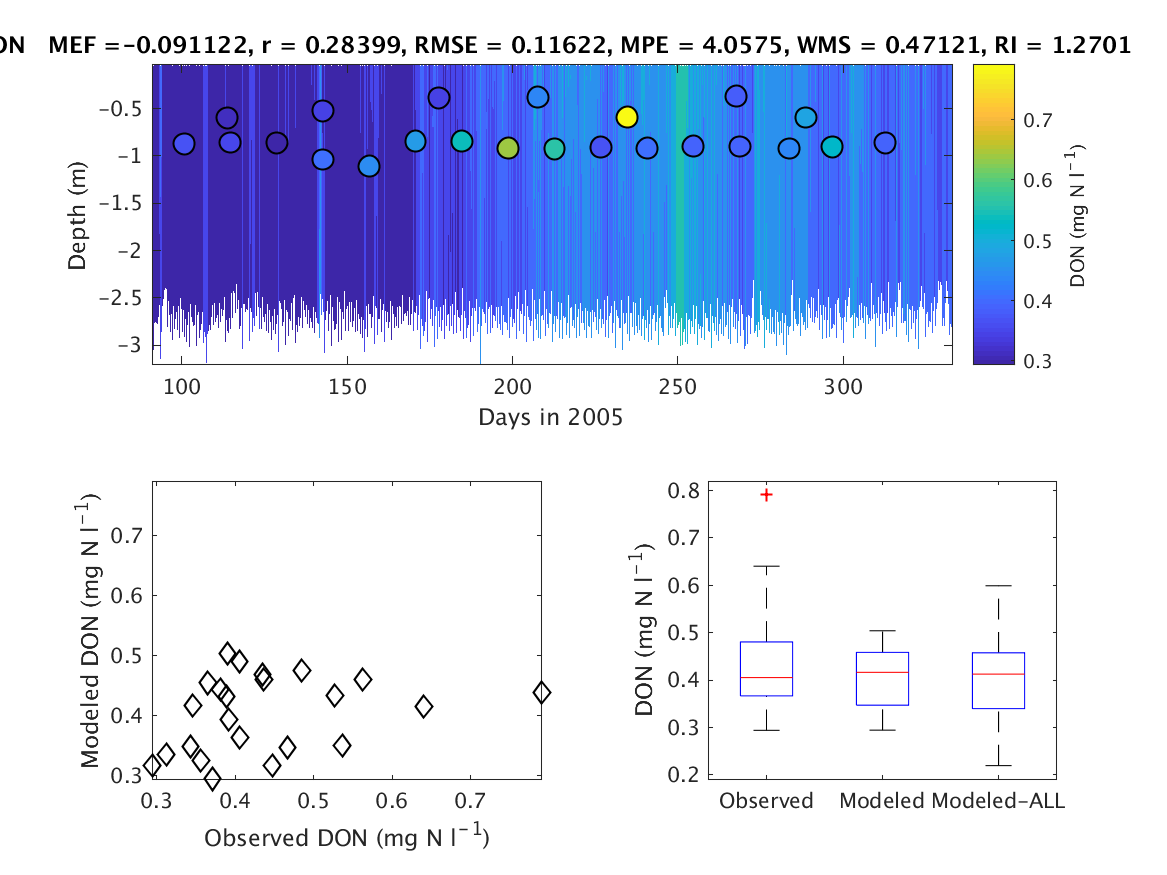 ON MEF =-0.091122, r = 0.28399, RMSE = 0.11622, MPE = 4.0575, WMS = 0.47121, RI = 1.2701
-0.5
-1
-1.5
-2
-2.5
-3
Depth (m)
100 150 200 250 300
Days in 2005
0.7
0.6
0.5
0.4
0.3
DON (mg N l⁻¹)
0.7
0.6
0.5
0.4
0.3
Modeled DON (mg N l⁻¹)
0.3 0.4 0.5 0.6 0.7
Observed DON (mg N l⁻¹)
0.8
0.7
0.6
0.5
0.4
0.3
0.2
DON (mg N l⁻¹)
Observed Modeled Modeled-ALL